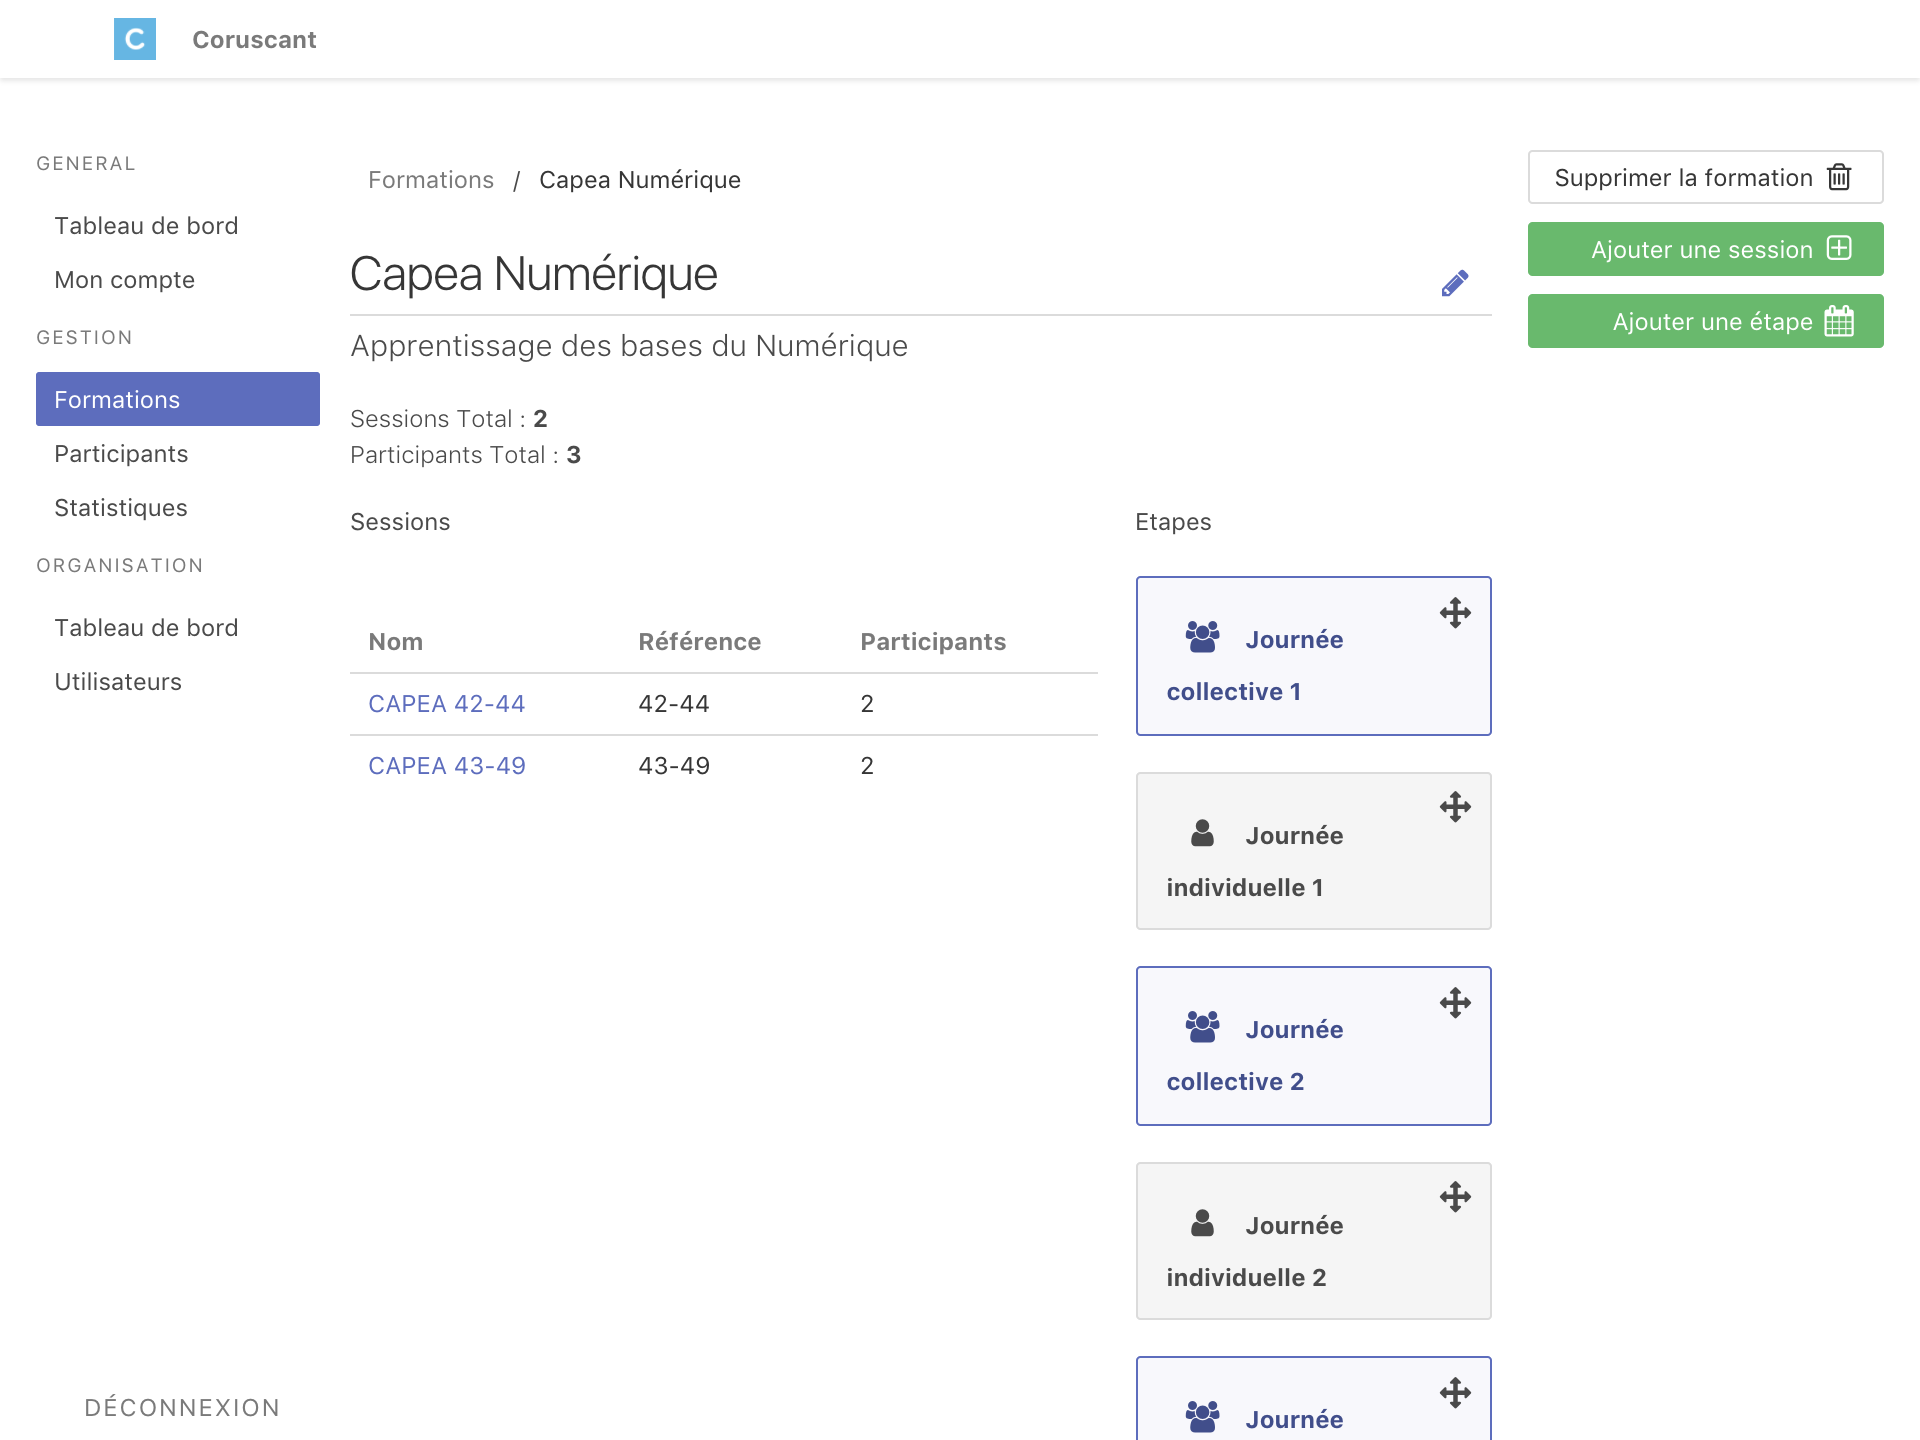 C Coruscant
GENERAL
Tableau de bord
Mon compte
GESTION
Formations
Participants
Statistiques
ORGANISATION
Tableau de bord
Utilisateurs
DÉCONNEXION
Formations / Capea Numérique
Capea Numérique
Apprentissage des bases du Numérique
Sessions Total : 2
Participants Total : 3
Sessions
Nom Référence Participants
CAPEA 42-44 42-44 2
CAPEA 43-49 43-49 2
Etapes
Journée
collective 1
Journée
individuelle 1
Journée
collective 2
Journée
individuelle 2
Journée
Supprimer la formation
Ajouter une session
Ajouter une étape